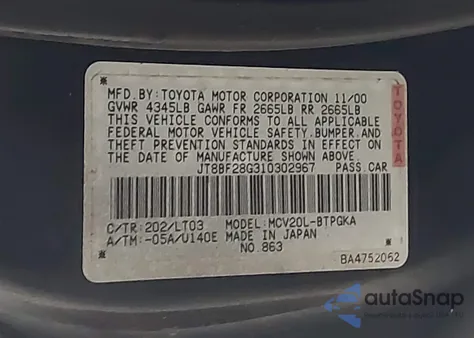 MFD.BY:TOYOTA MOTOR CORPORATION 11/00
GVWR 4345LB GAWR FR 2665LB RR 2665LB
THIS VEHICLE CONFORMS TO ALL APPLICABLE
FEDERAL MOTOR VEHICLE SAFETY, BUMPER, AND
THEFT PREVENTION STANDARDS IN EFFECT ON
THE DATE OF MANUFACTURE SHOWN ABOVE.
JT8BF28G310302967 PASS.CAR
TOYOTA
C/TR:202/LT03 MODEL:MCV20L-BTPGKA
A/TM:-05A/U140E MADE IN JAPAN
NO.863
BA4752062
autoSnap